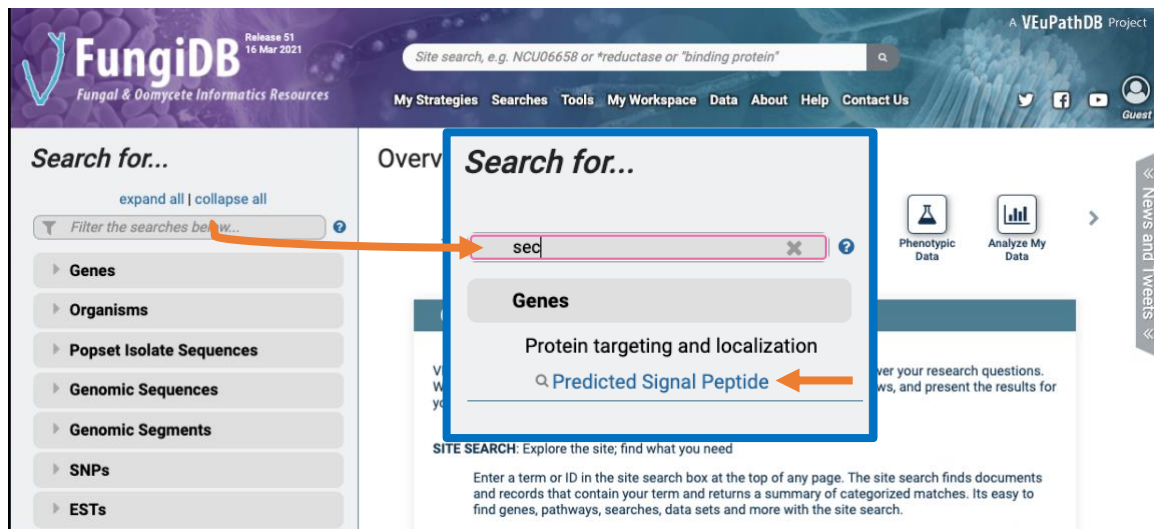 A VEuPathDB Project
FungiDB
Release 51
16 Mar 2021
Fungal & Oomycete Informatics Resources
Site search, e.g. NCU06658 or *reductase or "binding protein"
My Strategies Searches Tools My Workspace Data About Help Contact Us
Guest
Search for...
expand all | collapse all
Filter the searches below...
Genes
Organisms
Popset Isolate Sequences
Genomic Sequences
Genomic Segments
SNPs
ESTs
Overv
Search for...
sec
Genes
Protein targeting and localization
Predicted Signal Peptide
Phenotypic
Data
Analyze My
Data
News and Tweets
wer your research questions.
ws, and present the results for
SITE SEARCH: Explore the site; find what you need
Enter a term or ID in the site search box at the top of any page. The site search finds documents
and records that contain your term and returns a summary of categorized matches. Its easy to
find genes, pathways, searches, data sets and more with the site search.